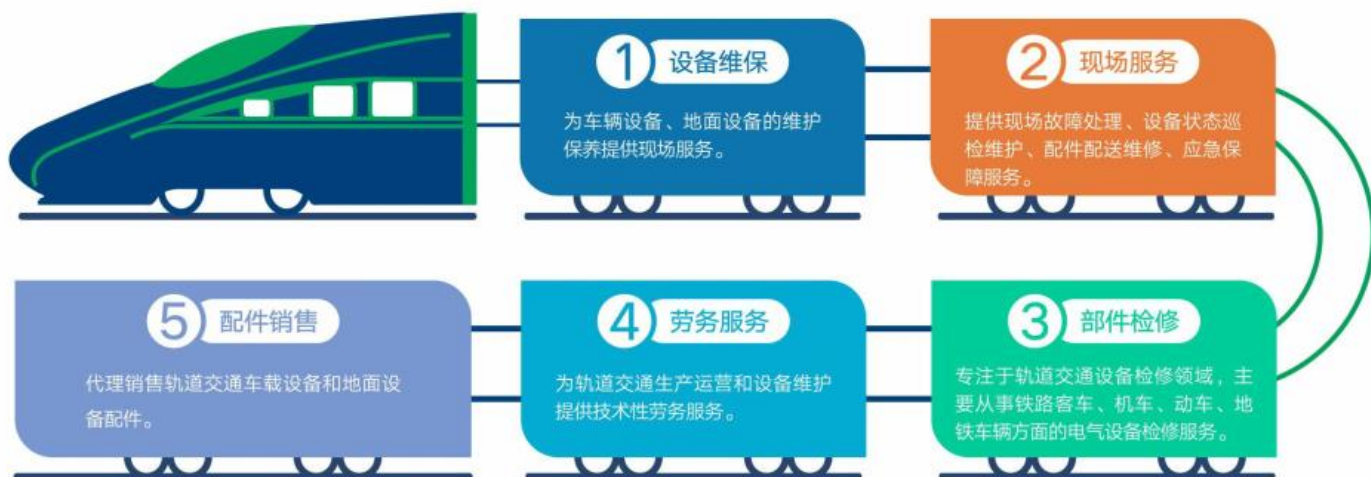 1 设备维保
为车辆设备、地面设备的维护
保养提供现场服务。
2 现场服务
提供现场故障处理、设备状态巡
检维护、配件配送维修、应急保
障服务。
3 部件检修
专注于轨道交通设备检修领域，主
要从事铁路客车、机车、动车、地
铁车辆方面的电气设备检修服务。
4 劳务服务
为轨道交通生产运营和设备维护
提供技术性劳务服务。
5 配件销售
代理销售轨道交通车载设备和地面设
备配件。